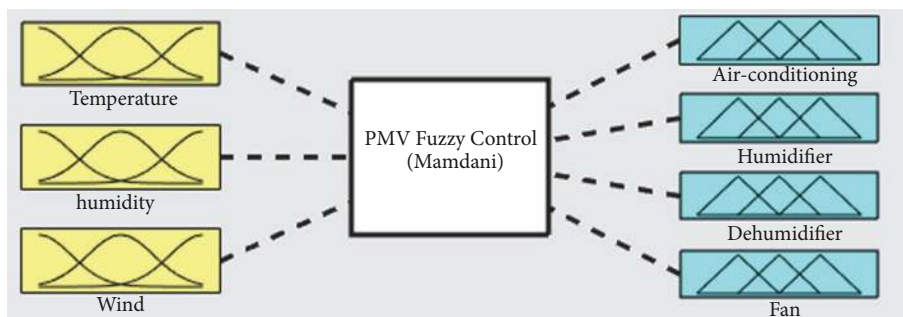 Temperature
humidity
Wind
PMV Fuzzy Control
(Mamdani)
Air-conditioning
Humidifier
Dehumidifier
Fan